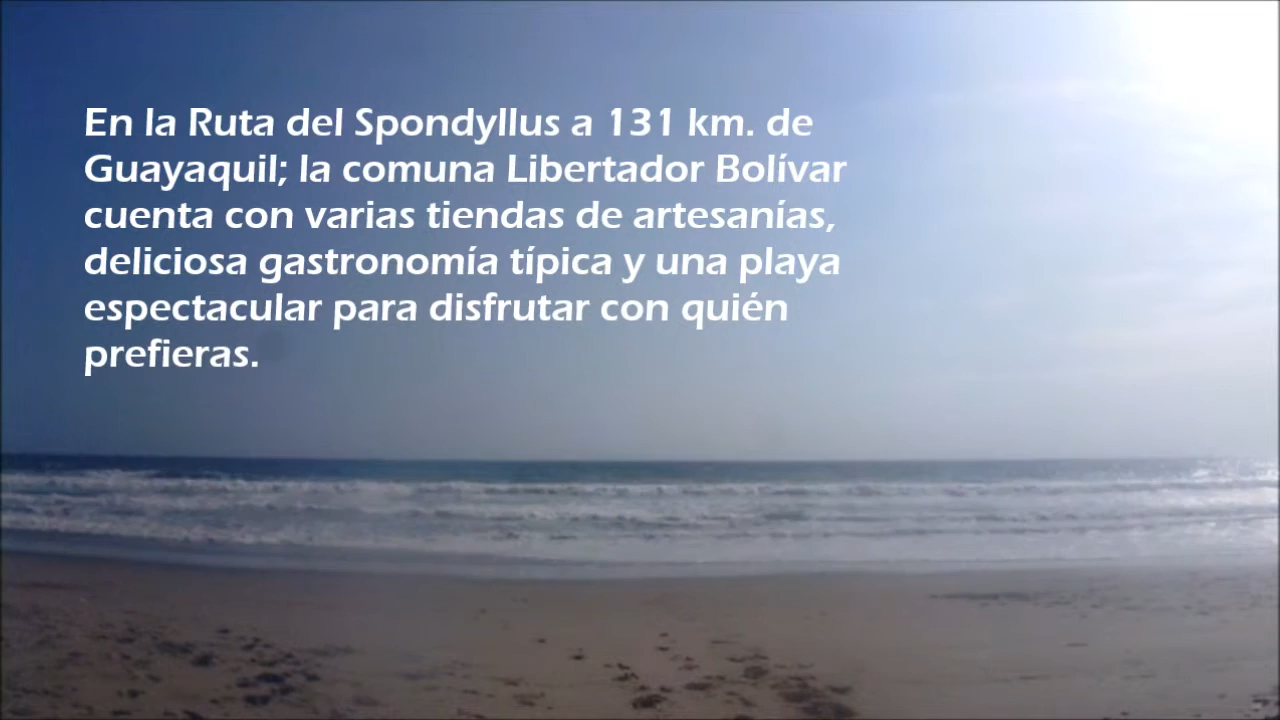 En la Ruta del Spondyllus a 131 km. de
Guayaquil; la comuna Libertador Bolívar
cuenta con varias tiendas de artesanías,
deliciosa gastronomía típica y una playa
espectacular para disfrutar con quién
prefieras.